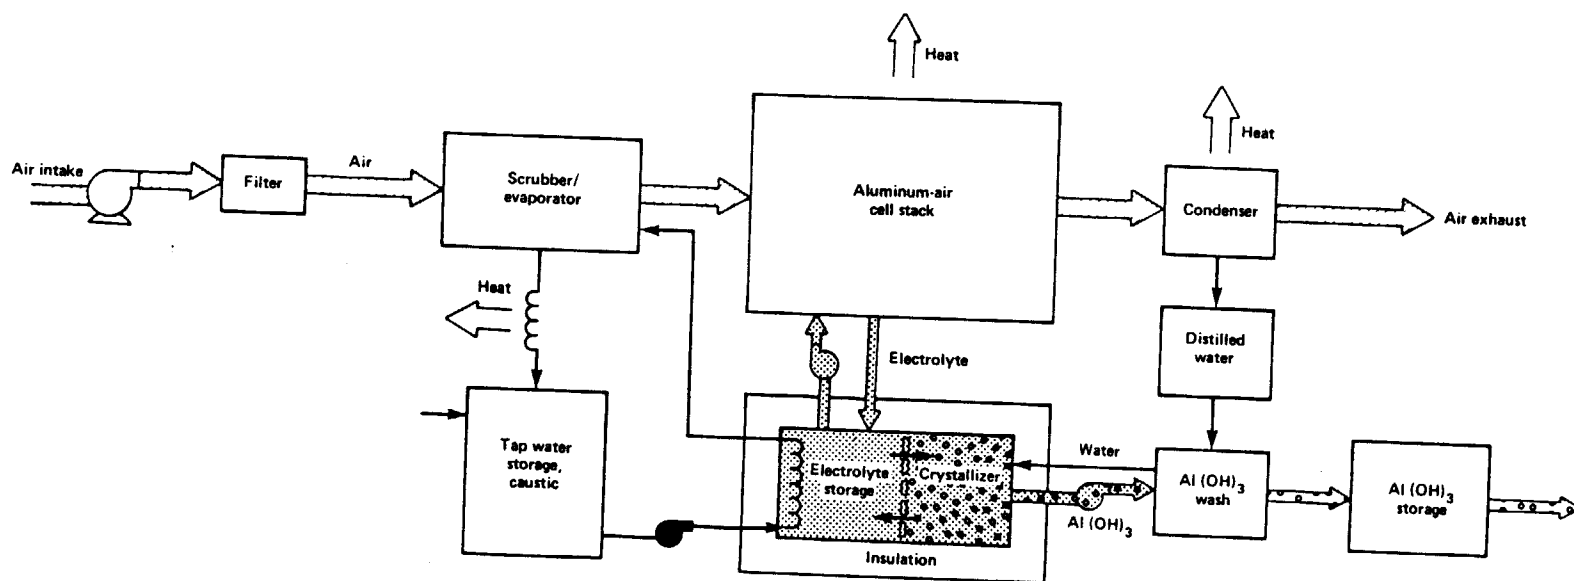 Heat
Heat
Air intake
Filter
Air
Scrubber/
evaporator
Aluminum-air
cell stack
Condenser
Air exhaust
Heat
Electrolyte
Distilled
water
Tap water
storage,
caustic
Electrolyte
storage
Crystallizer
Water
Al (OH)3
Al (OH)3
wash
Al (OH)3
storage
Insulation